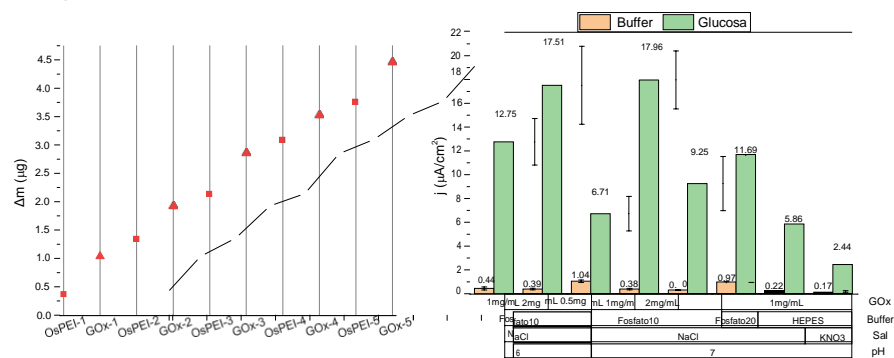 Buffer Glucosa
4.5
4.0
3.5
3.0
2.5
2.0
1.5
1.0
0.5
0.0
Δm (µg)
OsPEI-1
GOx-1
OsPEI-2
GOx-2
OsPEI-3
GOx-3
OsPEI-4
GOx-4
OsPEI-5
GOx-5
22
20
18
16
14
12
10
8
6
4
2
0
j (µA/cm²)
12.75
17.51
6.71
17.96
9.25
11.69
5.86
2.44
0.44
0.39
1.04
0.38
0.97
0.22
0.17
1mg/mL 2mg mL 0.5mg mL 1mg/m 2mg/mL 1mg/mL GOx
Fosfato10 Fosfato10 Fosfato20 HEPES Buffer
NaCl NaCl KNO3 Sal
6 7 pH